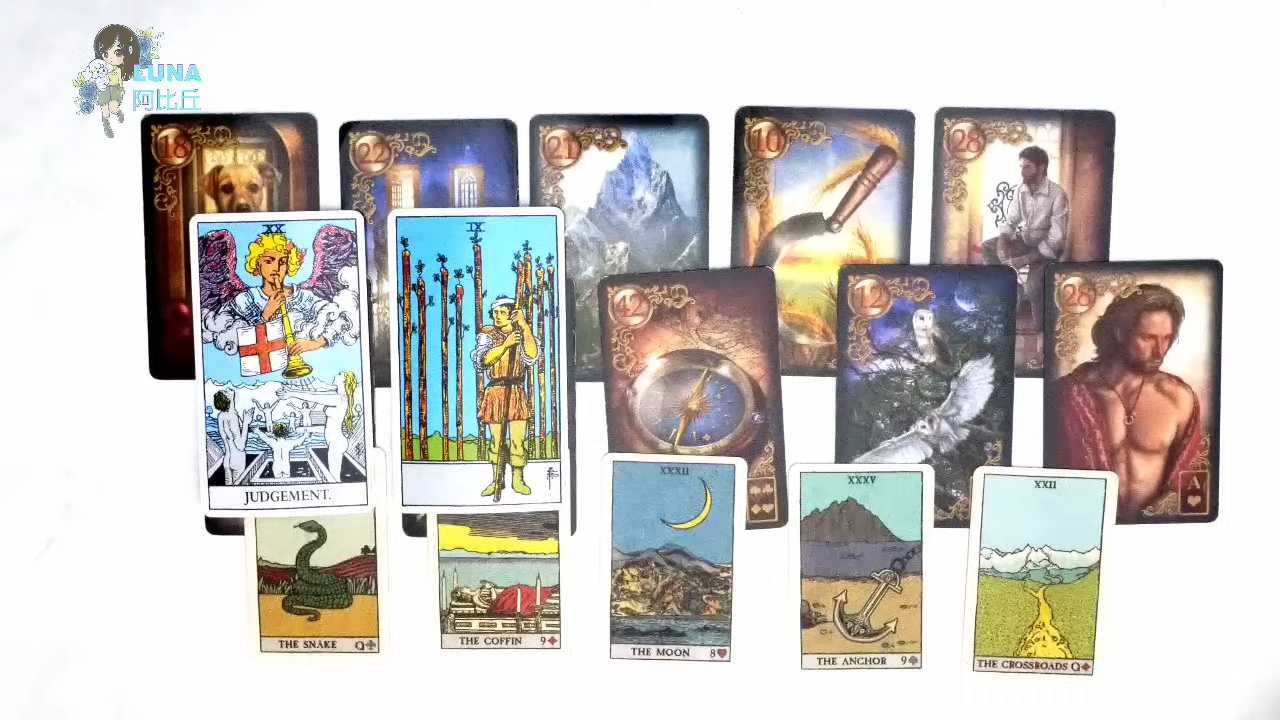 LUNA
阿比丘
18
22
21
10
28
XX
IX
42
12
28
JUDGEMENT.
A
XXXII
XXXV
XXII
THE SNAKE Q♣
THE COFFIN 9♦
THE MOON 8♥
THE ANCHOR 9♠
THE CROSSROADS Q♦